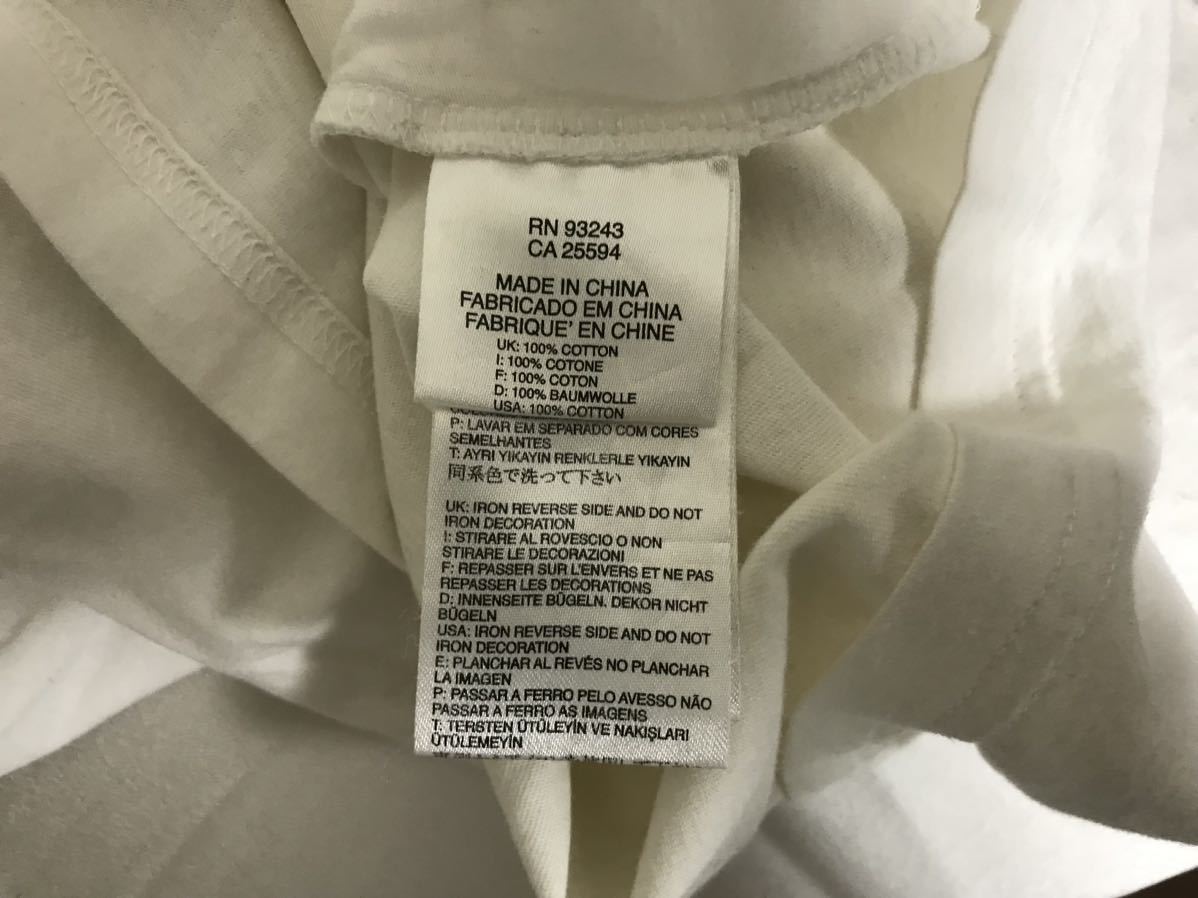 RN 93243
CA 25594
MADE IN CHINA
FABRICADO EM CHINA
FABRIQUE' EN CHINE
UK: 100% COTTON
I: 100% COTONE
F: 100% COTON
D: 100% BAUMWOLLE
USA: 100% COTTON
P: LAVAR EM SEPARADO COM CORES
SEMELHANTES
T: AYRI YIKAYIN RENKLERLE YIKAYIN
同系色で洗って下さい
UK: IRON REVERSE SIDE AND DO NOT
IRON DECORATION
I: STIRARE AL ROVESCIO O NON
STIRARE LE DECORAZIONI
F: REPASSER SUR L'ENVERS ET NE PAS
REPASSER LES DECORATIONS
D: INNENSEITE BÜGELN. DEKOR NICHT
BÜGELN
USA: IRON REVERSE SIDE AND DO NOT
IRON DECORATION
E: PLANCHAR AL REVÉS NO PLANCHAR
LA IMAGEN
P: PASSAR A FERRO PELO AVESSO NÃO
PASSAR A FERRO AS IMAGENS
T: TERSTEN ÜTÜLEYİN VE NAKIŞLARI
ÜTÜLEMEYİN